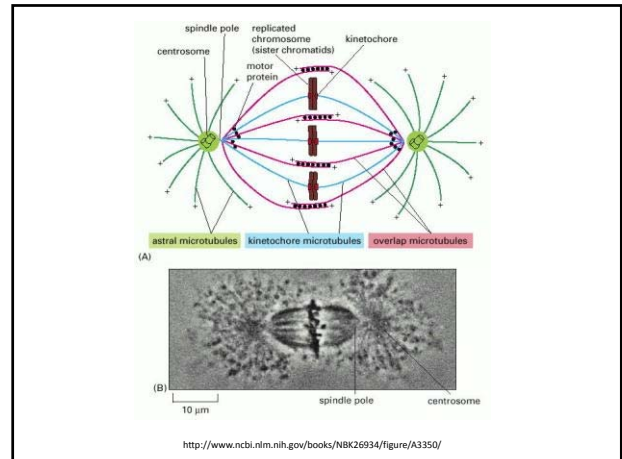 spindle pole
replicated
chromosome
(sister chromatids)
kinetochore
centrosome
motor
protein
+ + + + + + + + + + + + + + + + + + + + + + + +
astral microtubules
kinetochore microtubules
overlap microtubules
(A)
(B)
spindle pole
centrosome
10 μm
http://www.ncbi.nlm.nih.gov/books/NBK26934/figure/A3350/